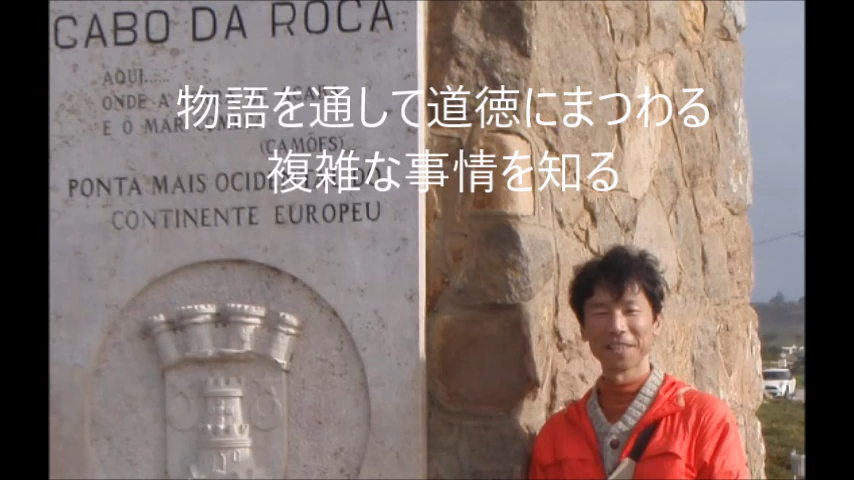 CABO DA ROCA
AQUI.....
ONDE A
E O MAR
(CAMÕES)
PONTA MAIS
CONTINENTE EUROPEU
物語を通して道徳にまつわる
複雑な事情を知る